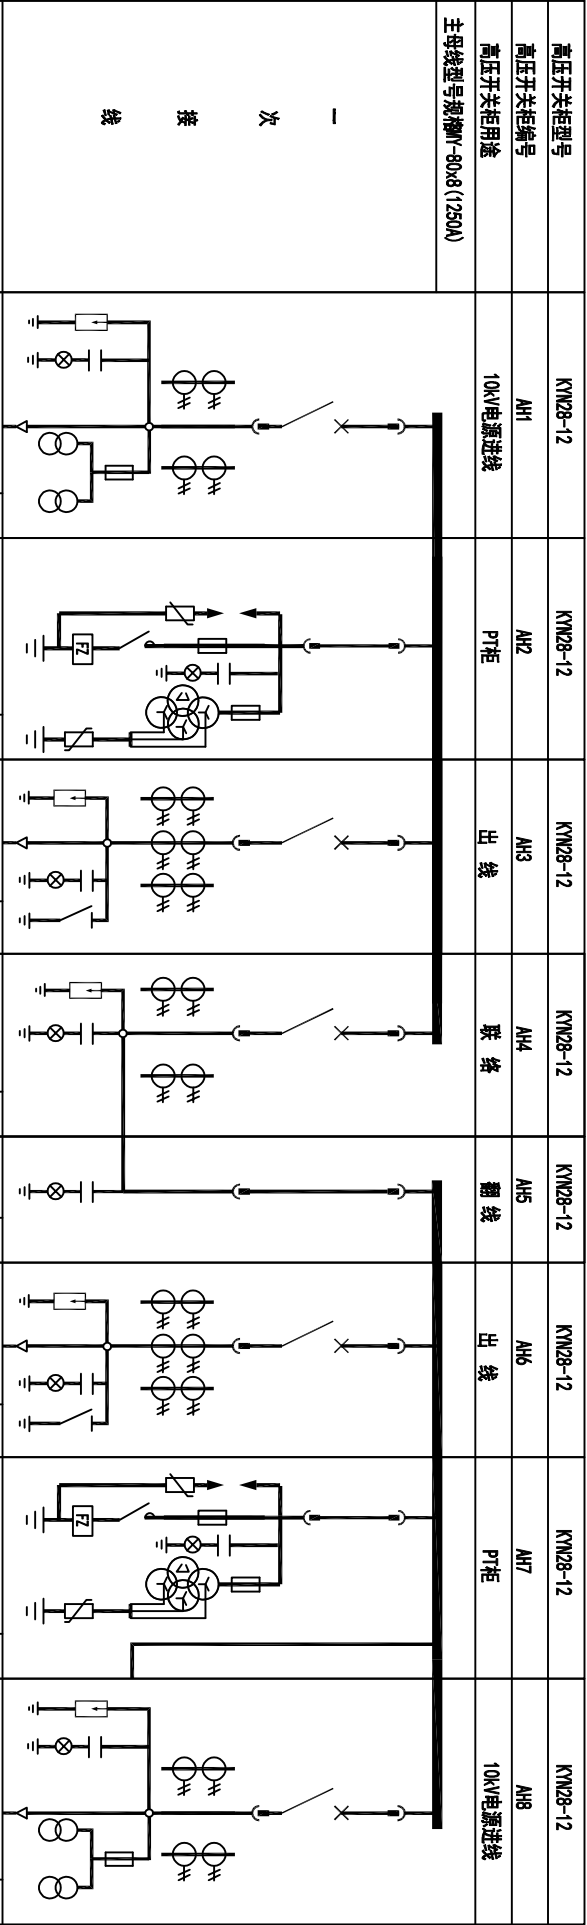 高压开关柜型号 KYN28-12 KYN28-12 KYN28-12 KYN28-12 KYN28-12 KYN28-12 KYN28-12 KYN28-12
高压开关柜编号 AH1 AH2 AH3 AH4 AH5 AH6 AH7 AH8
高压开关柜用途 10kV电源进线 PT柜 出线 联络 翻线 出线 PT柜 10kV电源进线
主母线型号规格MY-80x8(1250A)
一
次
接
线
FZ
FZ